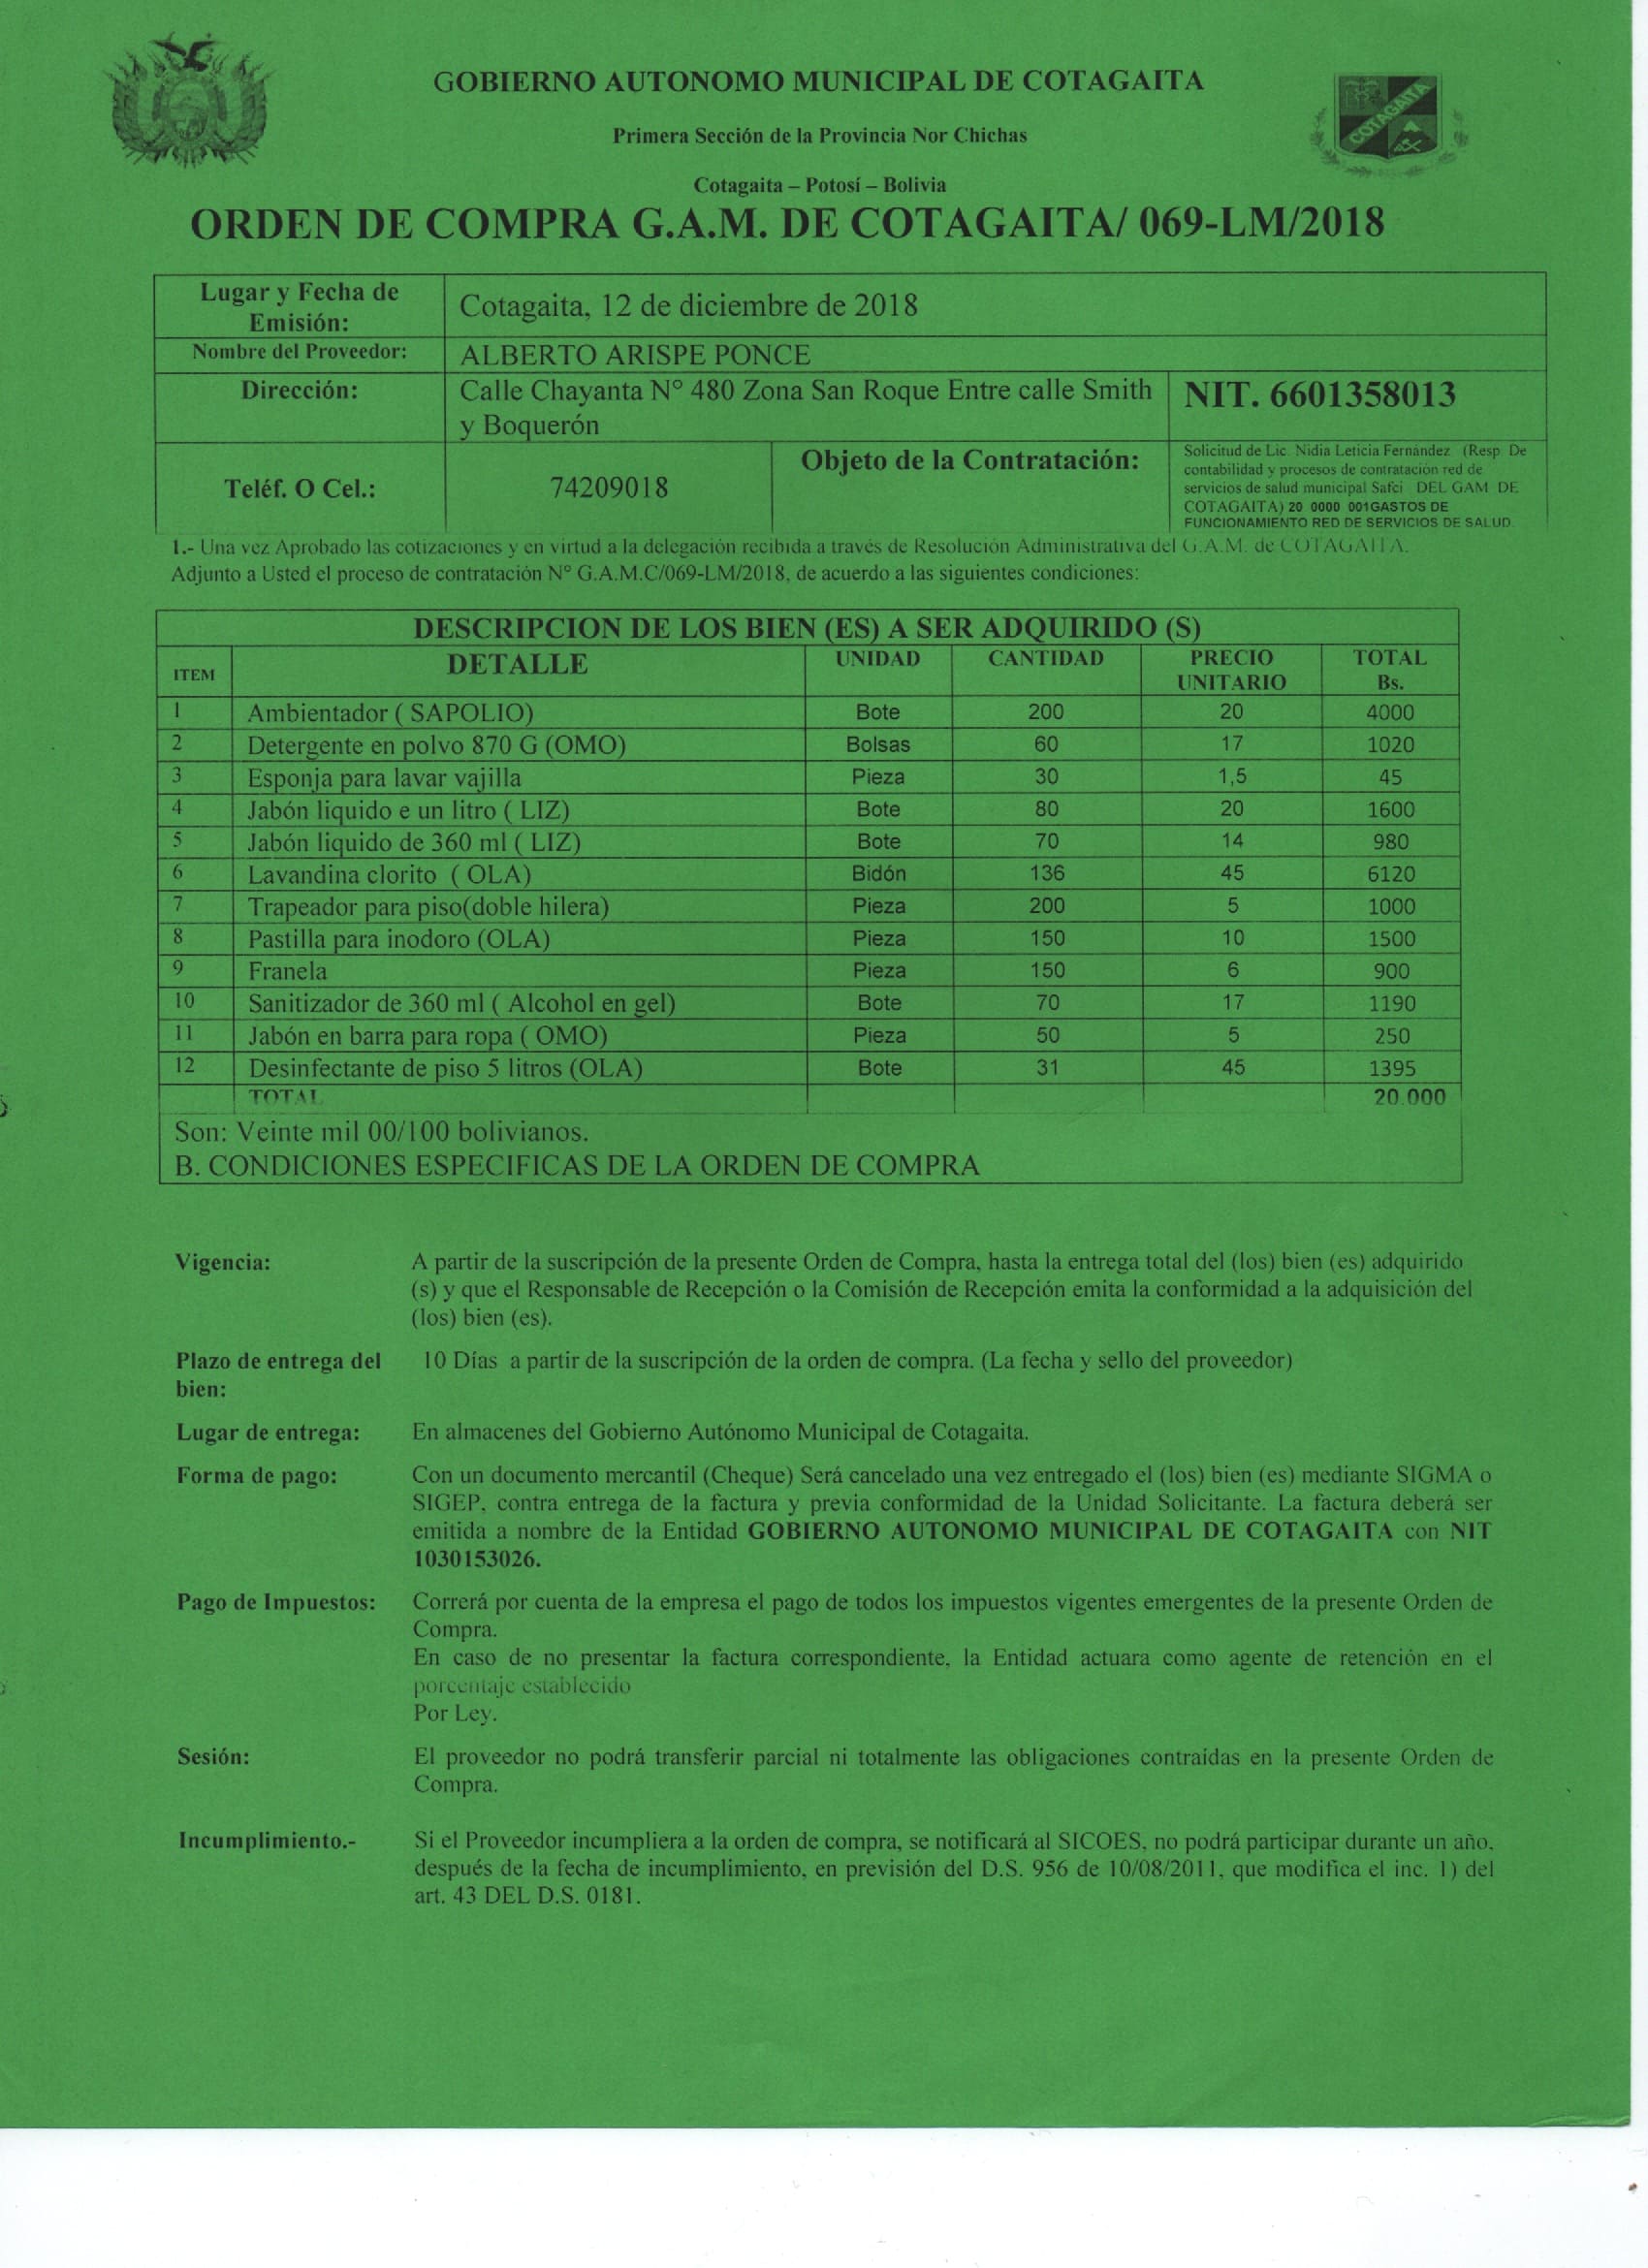 GOBIERNO AUTONOMO MUNICIPAL DE COTAGAITA
Primera Sección de la Provincia Nor Chichas
COTAGAITA
Cotagaita – Potosí – Bolivia
ORDEN DE COMPRA G.A.M. DE COTAGAITA/ 069-LM/2018
Lugar y Fecha de
Emisión:
Cotagaita, 12 de diciembre de 2018
Nombre del Proveedor:
ALBERTO ARISPE PONCE
Dirección:
Calle Chayanta N° 480 Zona San Roque Entre calle Smith
y Boquerón
NIT. 6601358013
Teléf. O Cel.:
74209018
Objeto de la Contratación:
Solicitud de Lic. Nidia Leticia Fernández (Resp. De
contabilidad y procesos de contratación red de
servicios de salud municipal Safci DEL GAM DE
COTAGAITA) 20 0000 001GASTOS DE
FUNCIONAMIENTO RED DE SERVICIOS DE SALUD
1.- Una vez Aprobado las cotizaciones y en virtud a la delegación recibida a través de Resolución Administrativa del G.A.M. de COTAGAITA.
Adjunto a Usted el proceso de contratación N° G.A.M.C/069-LM/2018, de acuerdo a las siguientes condiciones:
DESCRIPCION DE LOS BIEN (ES) A SER ADQUIRIDO (S)
ITEM DETALLE UNIDAD CANTIDAD PRECIO UNITARIO TOTAL Bs.
1 Ambientador ( SAPOLIO) Bote 200 20 4000
2 Detergente en polvo 870 G (OMO) Bolsas 60 17 1020
3 Esponja para lavar vajilla Pieza 30 1,5 45
4 Jabón liquido e un litro ( LIZ) Bote 80 20 1600
5 Jabón liquido de 360 ml ( LIZ) Bote 70 14 980
6 Lavandina clorito ( OLA) Bidón 136 45 6120
7 Trapeador para piso(doble hilera) Pieza 200 5 1000
8 Pastilla para inodoro (OLA) Pieza 150 10 1500
9 Franela Pieza 150 6 900
10 Sanitizador de 360 ml ( Alcohol en gel) Bote 70 17 1190
11 Jabón en barra para ropa ( OMO) Pieza 50 5 250
12 Desinfectante de piso 5 litros (OLA) Bote 31 45 1395
TOTAL 20.000
Son: Veinte mil 00/100 bolivianos.
B. CONDICIONES ESPECIFICAS DE LA ORDEN DE COMPRA
Vigencia: A partir de la suscripción de la presente Orden de Compra, hasta la entrega total del (los) bien (es) adquirido
(s) y que el Responsable de Recepción o la Comisión de Recepción emita la conformidad a la adquisición del
(los) bien (es).
Plazo de entrega del 10 Días a partir de la suscripción de la orden de compra. (La fecha y sello del proveedor)
bien:
Lugar de entrega: En almacenes del Gobierno Autónomo Municipal de Cotagaita.
Forma de pago: Con un documento mercantil (Cheque) Será cancelado una vez entregado el (los) bien (es) mediante SIGMA o
SIGEP, contra entrega de la factura y previa conformidad de la Unidad Solicitante. La factura deberá ser
emitida a nombre de la Entidad GOBIERNO AUTONOMO MUNICIPAL DE COTAGAITA con NIT
1030153026.
Pago de Impuestos: Correrá por cuenta de la empresa el pago de todos los impuestos vigentes emergentes de la presente Orden de
Compra.
En caso de no presentar la factura correspondiente, la Entidad actuara como agente de retención en el
porcentaje establecido
Por Ley.
Sesión: El proveedor no podrá transferir parcial ni totalmente las obligaciones contraídas en la presente Orden de
Compra.
Incumplimiento.- Si el Proveedor incumpliera a la orden de compra, se notificará al SICOES, no podrá participar durante un año,
después de la fecha de incumplimiento, en previsión del D.S. 956 de 10/08/2011, que modifica el inc. 1) del
art. 43 DEL D.S. 0181.